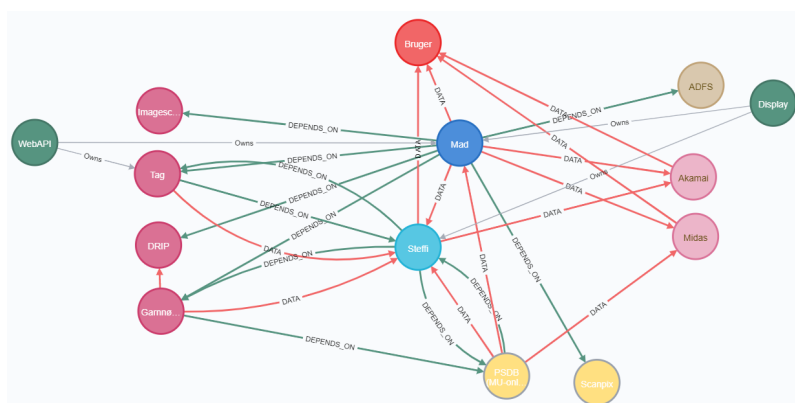 Bruger
DATA
ADFS
Display
Imagesc...
DEPENDS_ON
DEPENDS_ON
DATA
Owns
WebAPI
Owns
Mad
Owns
Tag
DEPENDS_ON
DEPENDS_ON
DATA
Akamai
DEPENDS_ON
DEPENDS_ON
DATA
DATA
DATA
Owns
DATA
DRIP
DATA
DEPENDS_ON
Steffi
Midas
DEPENDS_ON
DEPENDS_ON
DATA
DATA
DEPENDS_ON
Garnnø...
DATA
DEPENDS_ON
DEPENDS_ON
DATA
DATA
PSDB
MU-onl...
Scanpix